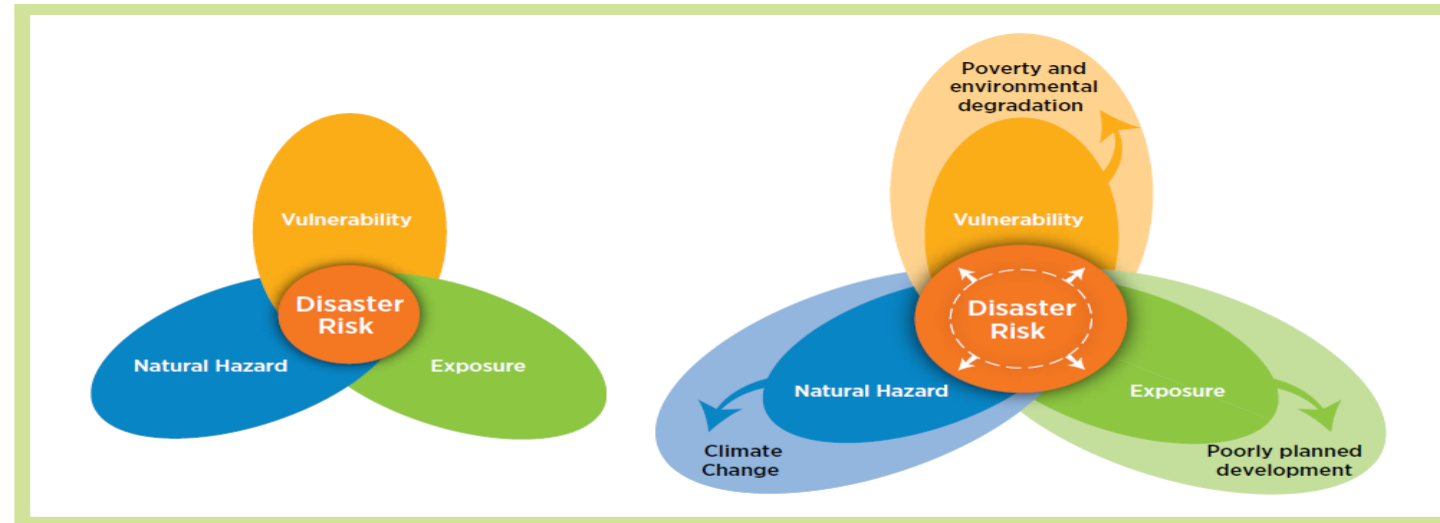 Vulnerability
Disaster
Risk
Natural Hazard
Exposure
Poverty and
environmental
degradation
Vulnerability
Disaster
Risk
Natural Hazard
Exposure
Climate
Change
Poorly planned
development